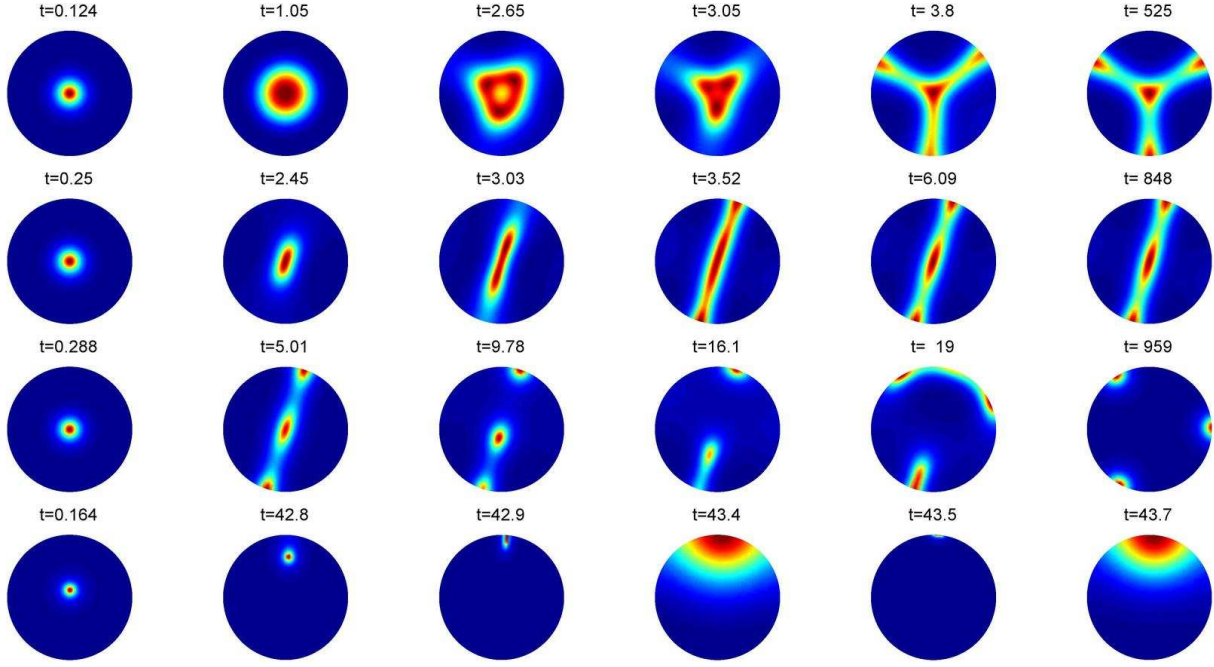 t=0.124 t=1.05 t=2.65 t=3.05 t= 3.8 t= 525
t=0.25 t=2.45 t=3.03 t=3.52 t=6.09 t= 848
t=0.288 t=5.01 t=9.78 t=16.1 t= 19 t= 959
t=0.164 t=42.8 t=42.9 t=43.4 t=43.5 t=43.7